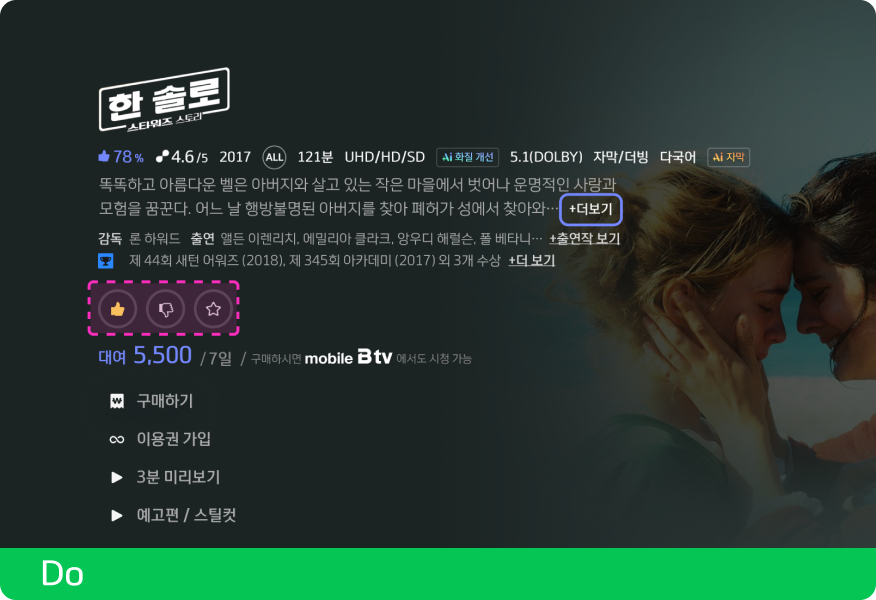 한 솔로
스타워즈 스토리
78% 4.6/5 2017 ALL 121분 UHD/HD/SD Ai 화질 개선 5.1(DOLBY) 자막/더빙 다국어 Ai 자막
똑똑하고 아름다운 벨은 아버지와 살고 있는 작은 마을에서 벗어나 운명적인 사랑과
모험을 꿈꾼다. 어느 날 행방불명된 아버지를 찾아 폐허가 성에서 찾아와… +더보기
감독 론 하워드 출연 앨든 이렌리치, 에밀리아 클라크, 앙우디 해럴슨, 폴 베타니… +출연작 보기
제 44회 새턴 어워즈 (2018), 제 345회 아카데미 (2017) 외 3개 수상 +더 보기
대여 5,500 / 7일 / 구매하시면 mobile B tv 에서도 시청 가능
구매하기
이용권 가입
3분 미리보기
예고편 / 스틸컷
Do